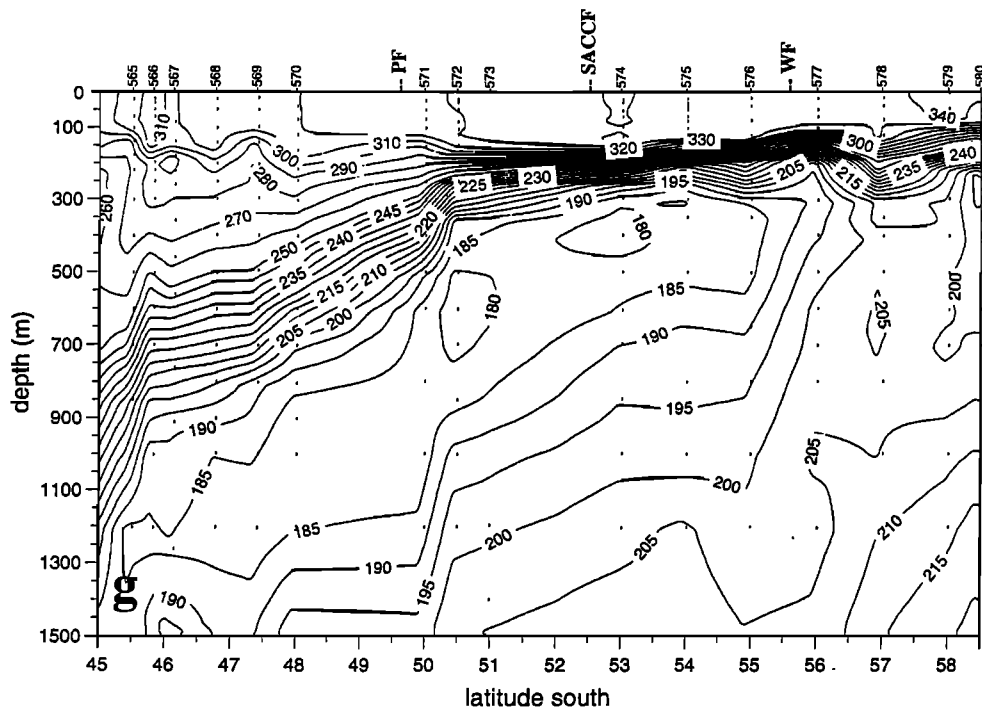 PF SACCF WF
565 566 567 568 569 570 571 572 573 574 575 576 577 578 579 580
0
100
300
500
700
900
1100
1300
1500
depth (m)
310 310 320 330 300 340
300 290 280 270 260
250 245 240 235 220 215 210 205 200
225 230 195 190 205 215 235 240
185 180 180 185 190 195 200
190 185 185 190 195 200 205
205 200 205 210 215
190
g
45 46 47 48 49 50 51 52 53 54 55 56 57 58
latitude south